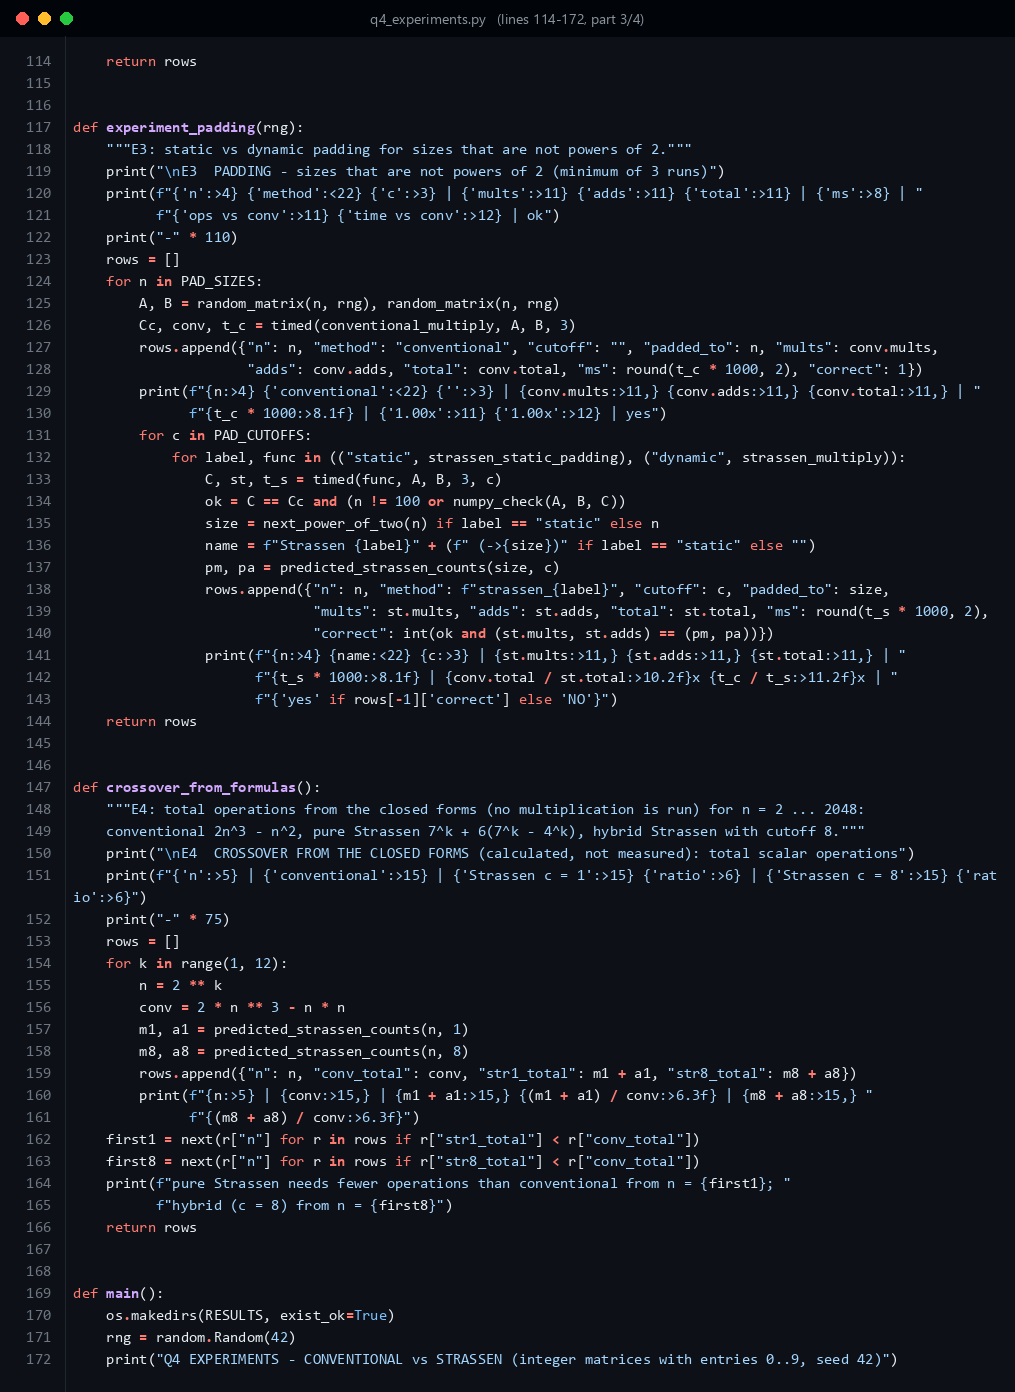 q4_experiments.py   (lines 114-172, part 3/4)
114     return rows
115
116
117 def experiment_padding(rng):
118     """E3: static vs dynamic padding for sizes that are not powers of 2."""
119     print("\nE3  PADDING - sizes that are not powers of 2 (minimum of 3 runs)")
120     print(f"{'n':>4} {'method':<22} {'c':>3} | {'mults':>11} {'adds':>11} {'total':>11} | {'ms':>8} | "
121           f"{'ops vs conv':>11} {'time vs conv':>12} | ok")
122     print("-" * 110)
123     rows = []
124     for n in PAD_SIZES:
125         A, B = random_matrix(n, rng), random_matrix(n, rng)
126         Cc, conv, t_c = timed(conventional_multiply, A, B, 3)
127         rows.append({"n": n, "method": "conventional", "cutoff": "", "padded_to": n, "mults": conv.mults,
128                      "adds": conv.adds, "total": conv.total, "ms": round(t_c * 1000, 2), "correct": 1})
129         print(f"{n:>4} {'conventional':<22} {'':>3} | {conv.mults:>11,} {conv.adds:>11,} {conv.total:>11,} | "
130               f"{t_c * 1000:>8.1f} | {'1.00x':>11} {'1.00x':>12} | yes")
131         for c in PAD_CUTOFFS:
132             for label, func in (("static", strassen_static_padding), ("dynamic", strassen_multiply)):
133                 C, st, t_s = timed(func, A, B, 3, c)
134                 ok = C == Cc and (n != 100 or numpy_check(A, B, C))
135                 size = next_power_of_two(n) if label == "static" else n
136                 name = f"Strassen {label}" + (f" (->{size})" if label == "static" else "")
137                 pm, pa = predicted_strassen_counts(size, c)
138                 rows.append({"n": n, "method": f"strassen_{label}", "cutoff": c, "padded_to": size,
139                              "mults": st.mults, "adds": st.adds, "total": st.total, "ms": round(t_s * 1000, 2),
140                              "correct": int(ok and (st.mults, st.adds) == (pm, pa))})
141                 print(f"{n:>4} {name:<22} {c:>3} | {st.mults:>11,} {st.adds:>11,} {st.total:>11,} | "
142                       f"{t_s * 1000:>8.1f} | {conv.total / st.total:>10.2f}x {t_c / t_s:>11.2f}x | "
143                       f"{'yes' if rows[-1]['correct'] else 'NO'}")
144     return rows
145
146
147 def crossover_from_formulas():
148     """E4: total operations from the closed forms (no multiplication is run) for n = 2 ... 2048:
149     conventional 2n^3 - n^2, pure Strassen 7^k + 6(7^k - 4^k), hybrid Strassen with cutoff 8."""
150     print("\nE4  CROSSOVER FROM THE CLOSED FORMS (calculated, not measured): total scalar operations")
151     print(f"{'n':>5} | {'conventional':>15} | {'Strassen c = 1':>15} {'ratio':>6} | {'Strassen c = 8':>15} {'rat
io':>6}")
152     print("-" * 75)
153     rows = []
154     for k in range(1, 12):
155         n = 2 ** k
156         conv = 2 * n ** 3 - n * n
157         m1, a1 = predicted_strassen_counts(n, 1)
158         m8, a8 = predicted_strassen_counts(n, 8)
159         rows.append({"n": n, "conv_total": conv, "str1_total": m1 + a1, "str8_total": m8 + a8})
160         print(f"{n:>5} | {conv:>15,} | {m1 + a1:>15,} {(m1 + a1) / conv:>6.3f} | {m8 + a8:>15,} "
161               f"{(m8 + a8) / conv:>6.3f}")
162     first1 = next(r["n"] for r in rows if r["str1_total"] < r["conv_total"])
163     first8 = next(r["n"] for r in rows if r["str8_total"] < r["conv_total"])
164     print(f"pure Strassen needs fewer operations than conventional from n = {first1}; "
165           f"hybrid (c = 8) from n = {first8}")
166     return rows
167
168
169 def main():
170     os.makedirs(RESULTS, exist_ok=True)
171     rng = random.Random(42)
172     print("Q4 EXPERIMENTS - CONVENTIONAL vs STRASSEN (integer matrices with entries 0..9, seed 42)")